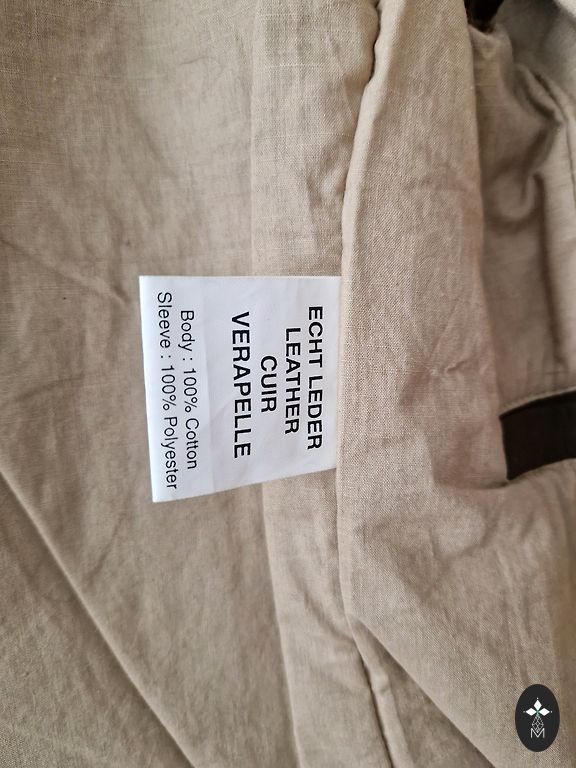 ECHT LEDER
LEATHER
CUIR
VERAPELLE
Body : 100% Cotton
Sleeve : 100% Polyester
M